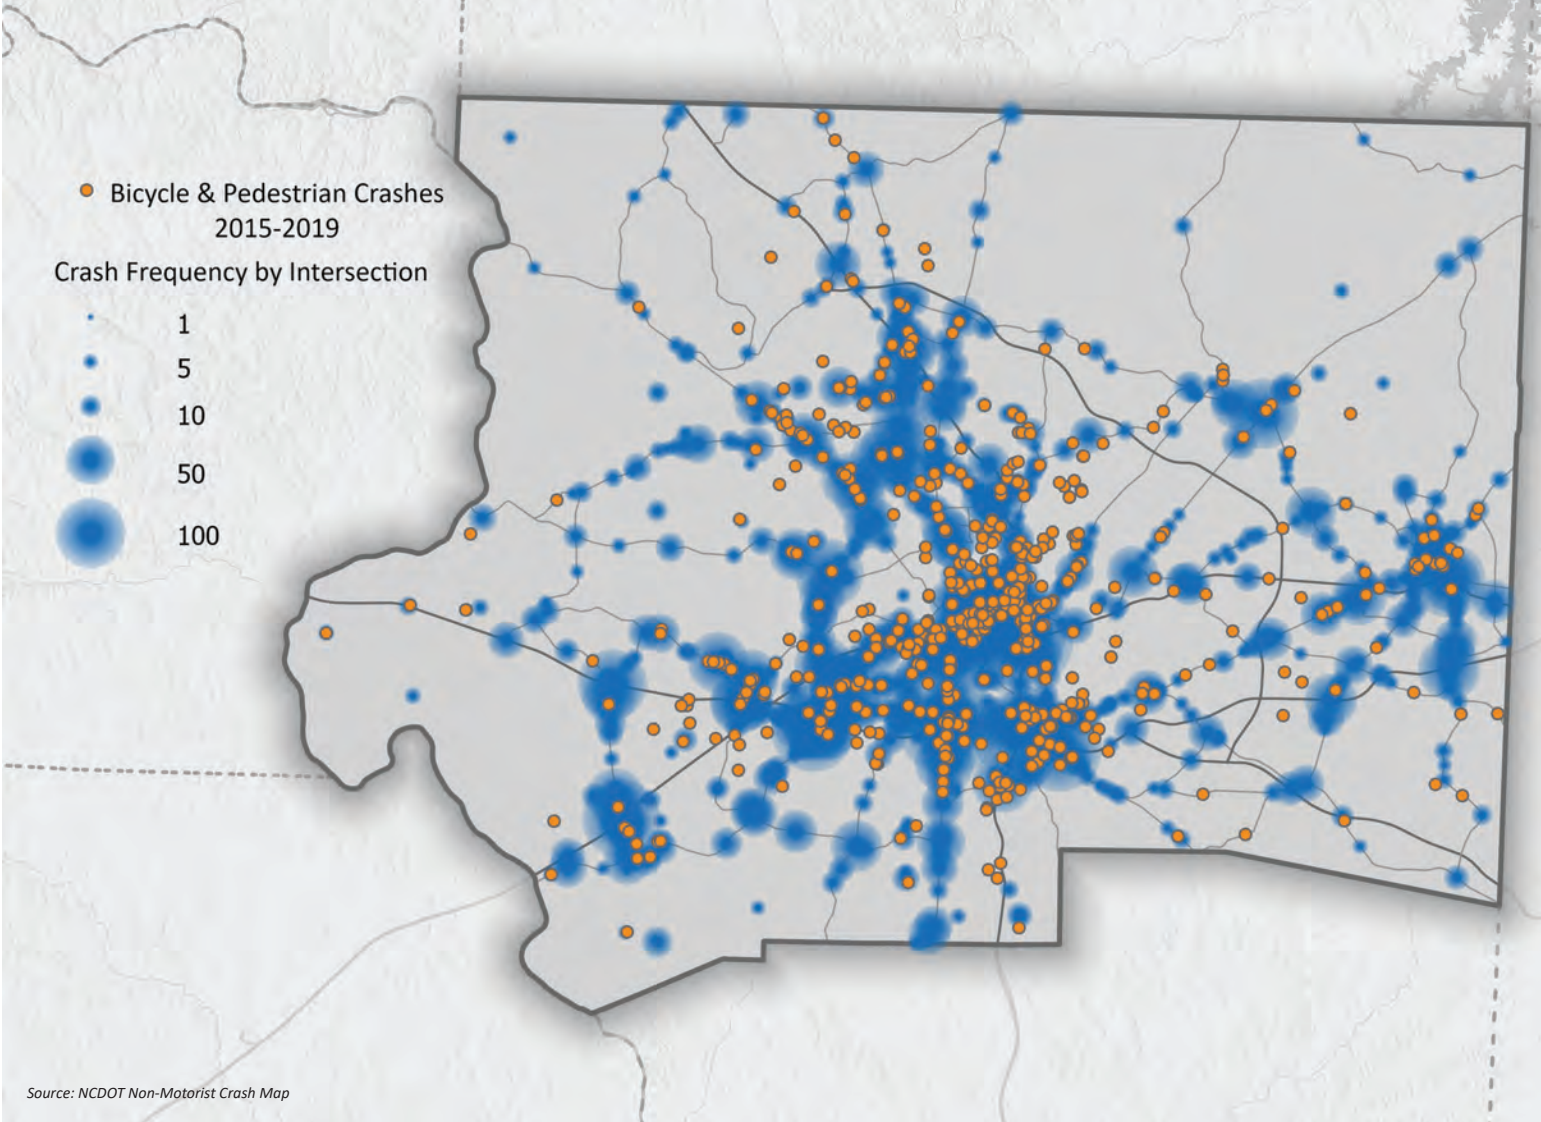 Bicycle & Pedestrian Crashes
2015-2019
Crash Frequency by Intersection
1
5
10
50
100
Source: NCDOT Non-Motorist Crash Map